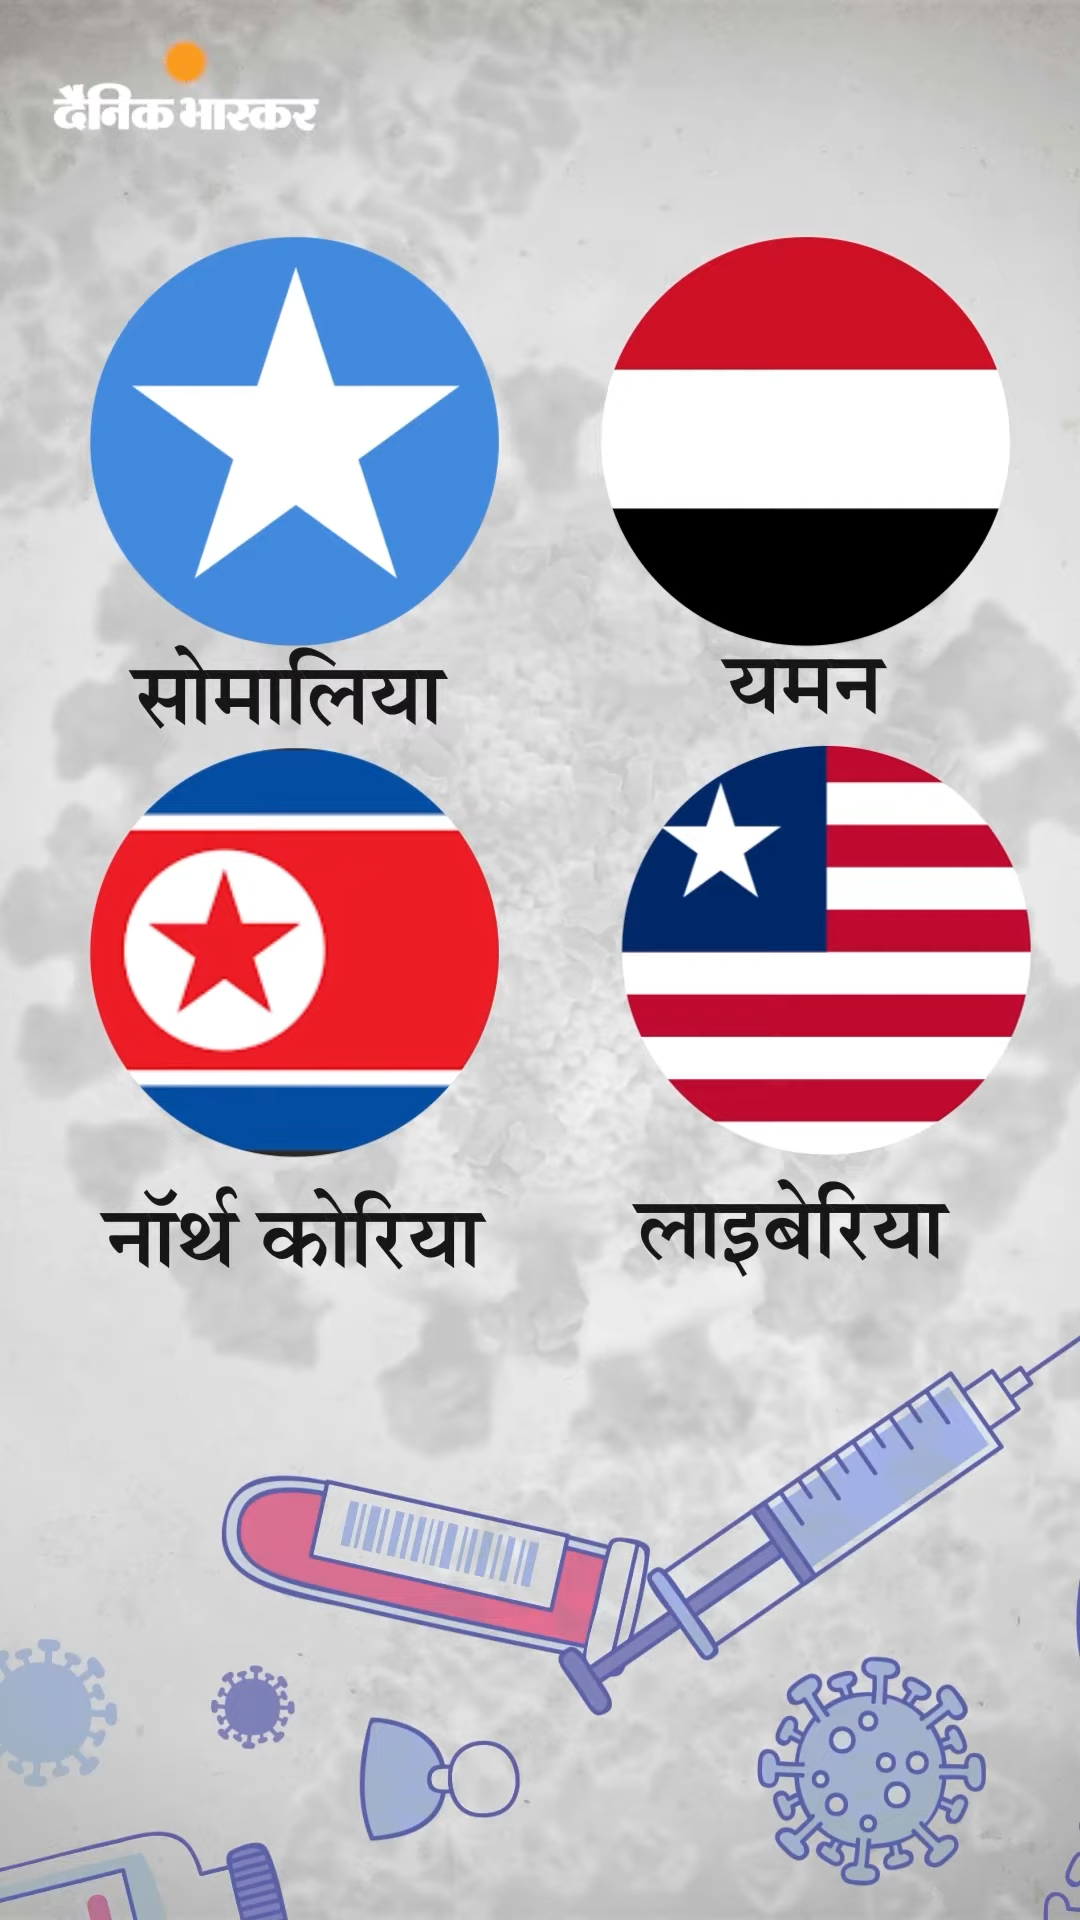 दैनिक भास्कर
सोमालिया
यमन
नॉर्थ कोरिया
लाइबेरिया